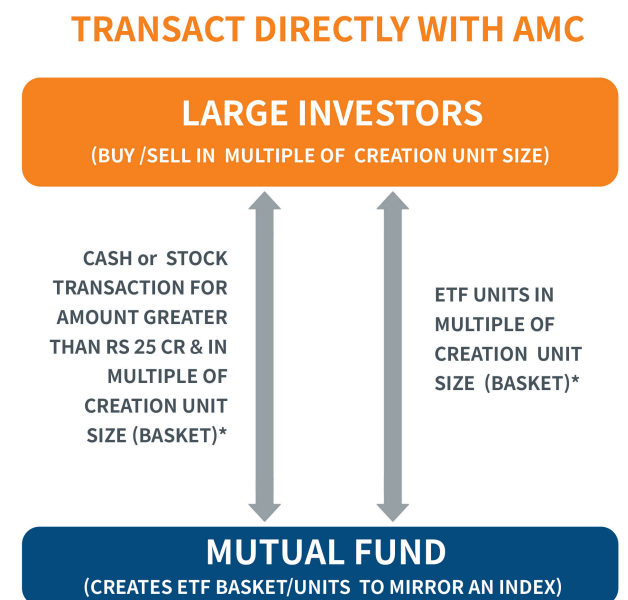 TRANSACT DIRECTLY WITH AMC
LARGE INVESTORS
(BUY /SELL IN MULTIPLE OF CREATION UNIT SIZE)
CASH or STOCK
TRANSACTION FOR
AMOUNT GREATER
THAN RS 25 CR & IN
MULTIPLE OF
CREATION UNIT
SIZE (BASKET)*
ETF UNITS IN
MULTIPLE OF
CREATION UNIT
SIZE (BASKET)*
MUTUAL FUND
(CREATES ETF BASKET/UNITS TO MIRROR AN INDEX)